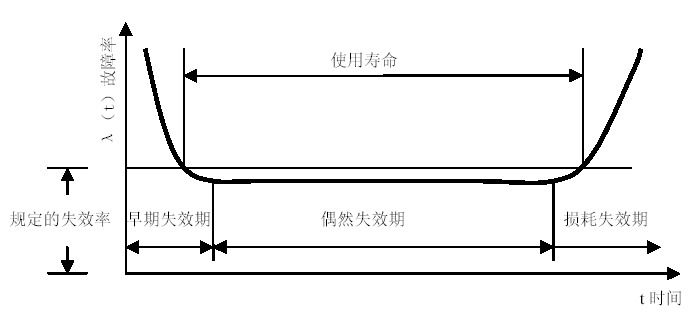 λ（t）故障率
使用寿命
规定的失效率
早期失效期
偶然失效期
损耗失效期
t 时间